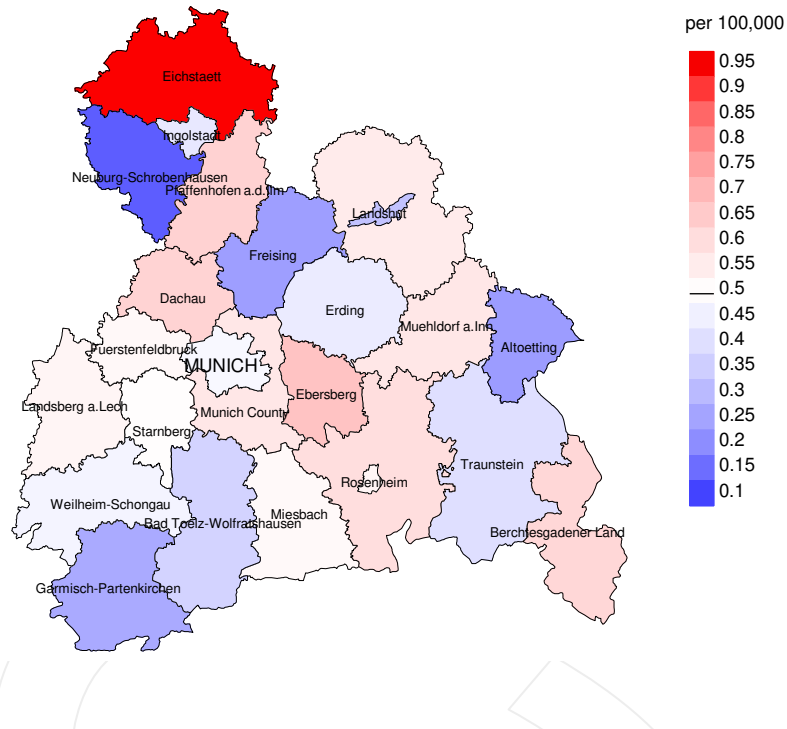 per 100,000
0.95
0.9
0.85
0.8
0.75
0.7
0.65
0.6
0.55
0.5
0.45
0.4
0.35
0.3
0.25
0.2
0.15
0.1
Eichstaett
Ingolstadt
Neuburg-Schrobenhausen
Pfaffenhofen a.d.Ilm
Landshut
Freising
Dachau
Erding
Muehldorf a.Inn
Altoetting
Fuerstenfeldbruck
MUNICH
Ebersberg
Landsberg a.Lech
Munich County
Starnberg
Traunstein
Rosenheim
Weilheim-Schongau
Miesbach
Bad Toelz-Wolfratshausen
Berchtesgadener Land
Garmisch-Partenkirchen